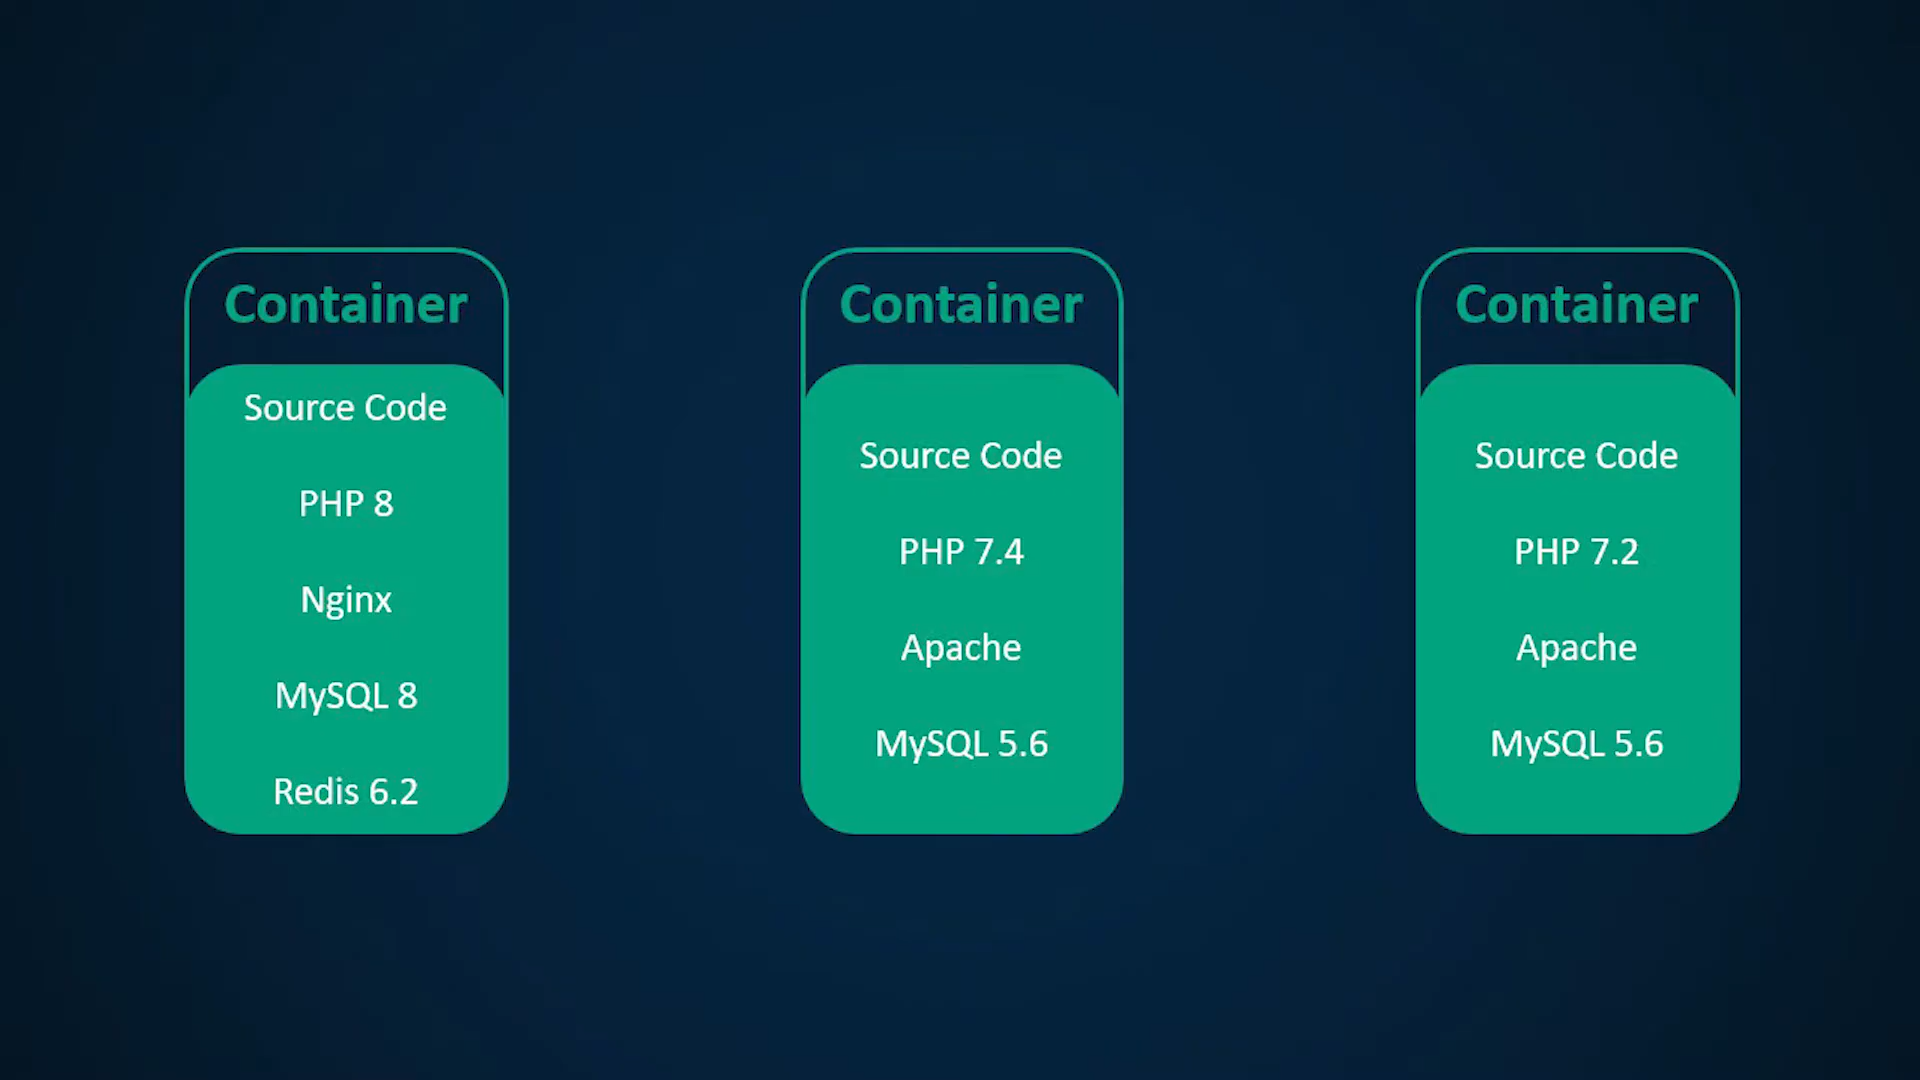 Container
Source Code
PHP 8
Nginx
MySQL 8
Redis 6.2
Container
Source Code
PHP 7.4
Apache
MySQL 5.6
Container
Source Code
PHP 7.2
Apache
MySQL 5.6